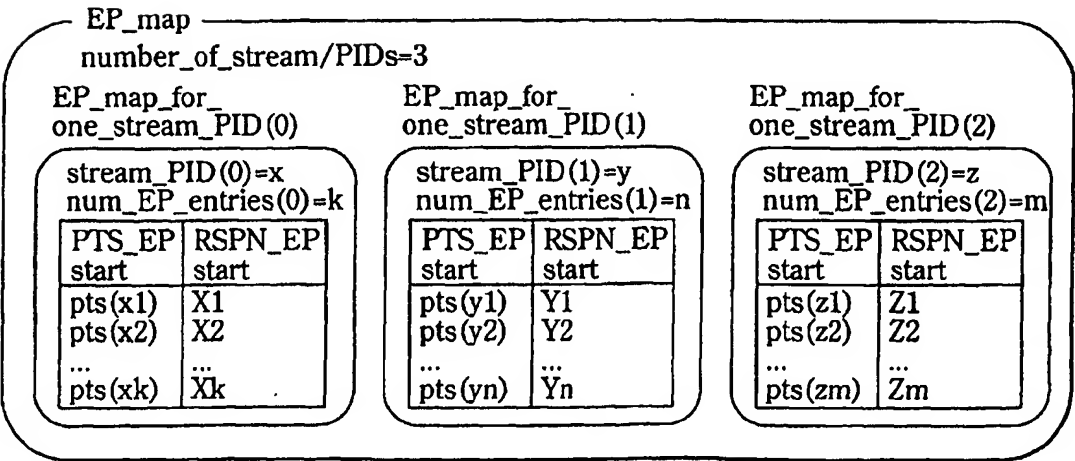 EP_map
number_of_stream/PIDs=3
EP_map_for_
one_stream_PID(0)
stream_PID(0)=x
num_EP_entries(0)=k
PTS_EP RSPN_EP
start start
pts(x1) X1
pts(x2) X2
... ...
pts(xk) Xk
EP_map_for_
one_stream_PID(1)
stream_PID(1)=y
num_EP_entries(1)=n
PTS_EP RSPN_EP
start start
pts(y1) Y1
pts(y2) Y2
... ...
pts(yn) Yn
EP_map_for_
one_stream_PID(2)
stream_PID(2)=z
num_EP_entries(2)=m
PTS_EP RSPN_EP
start start
pts(z1) Z1
pts(z2) Z2
... ...
pts(zm) Zm